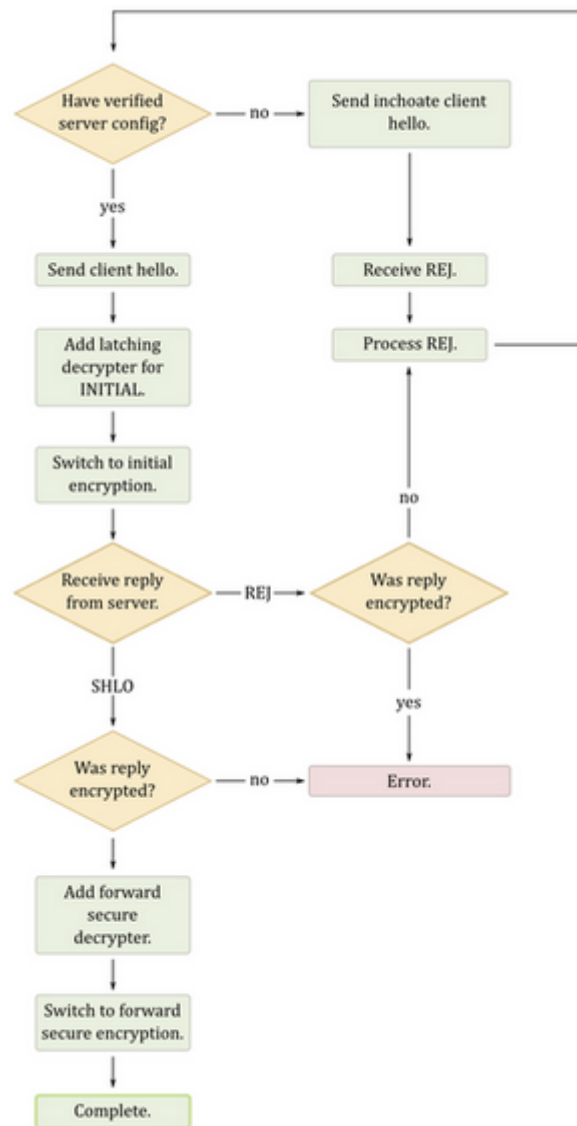 Have verified
server config?
no
Send inchoate client
hello.
yes
Send client hello.
Receive REJ.
Add latching
decrypter for
INITIAL.
Process REJ.
Switch to initial
encryption.
no
Receive reply
from server.
REJ
Was reply
encrypted?
SHLO
yes
Was reply
encrypted?
no
Error.
Add forward
secure
decrypter.
Switch to forward
secure encryption.
Complete.